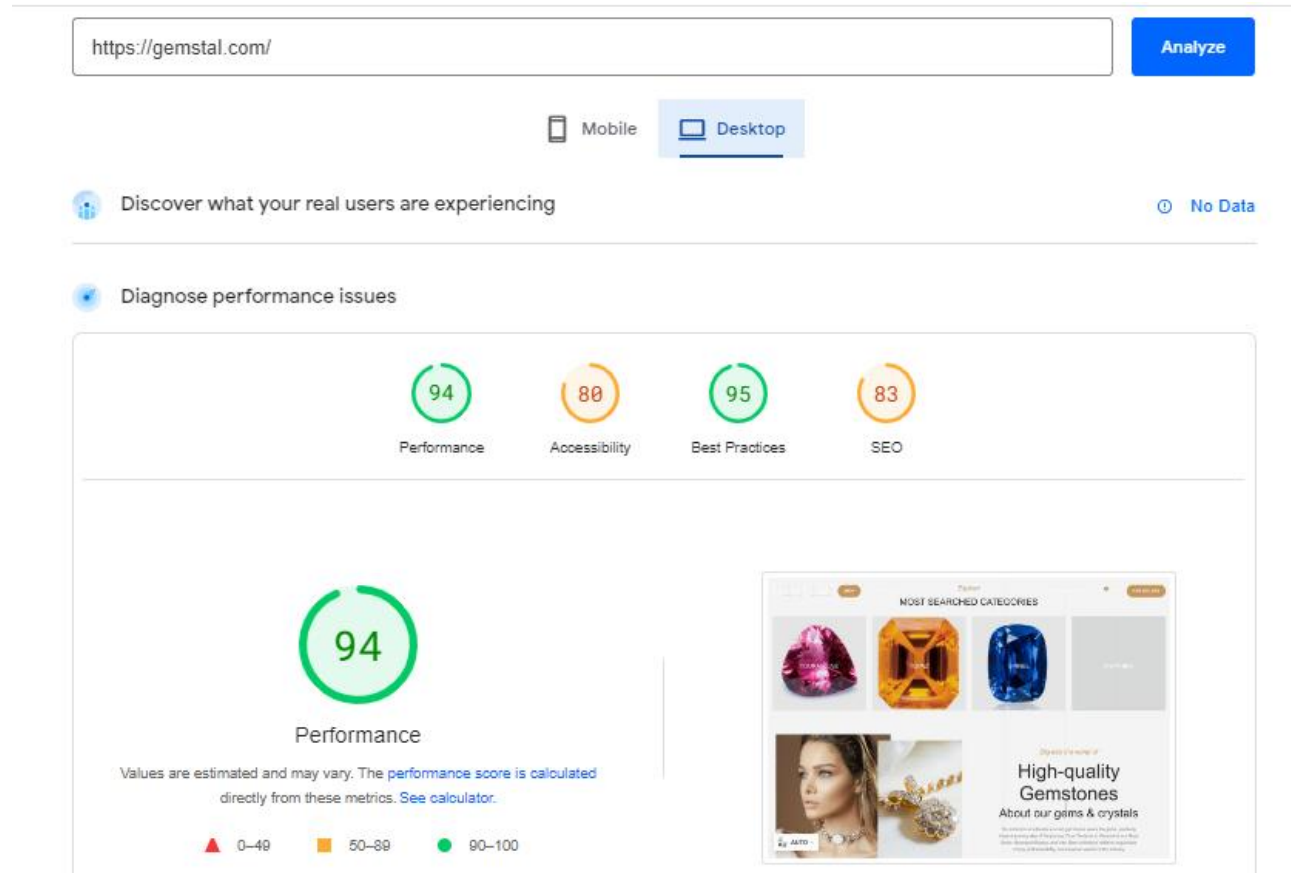 https://gemstal.com/
Analyze
Mobile
Desktop
Discover what your real users are experiencing
No Data
Diagnose performance issues
94
80
95
83
Performance
Accessibility
Best Practices
SEO
94
Performance
Values are estimated and may vary. The performance score is calculated
directly from these metrics. See calculator.
0–49
50–89
90–100
MOST SEARCHED CATEGORIES
High-quality
Gemstones
About our gems & crystals
AUTO